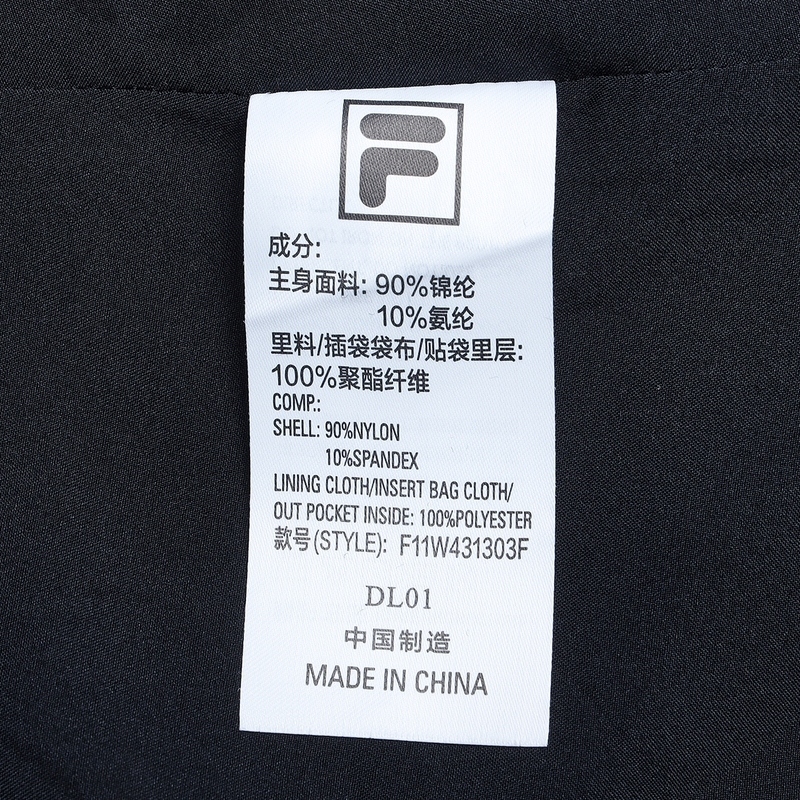 F
成分:
主身面料: 90%锦纶
10%氨纶
里料/插袋袋布/贴袋里层:
100%聚酯纤维
COMP.:
SHELL: 90%NYLON
10%SPANDEX
LINING CLOTH/INSERT BAG CLOTH/
OUT POCKET INSIDE: 100%POLYESTER
款号(STYLE): F11W431303F
DL01
中国制造
MADE IN CHINA